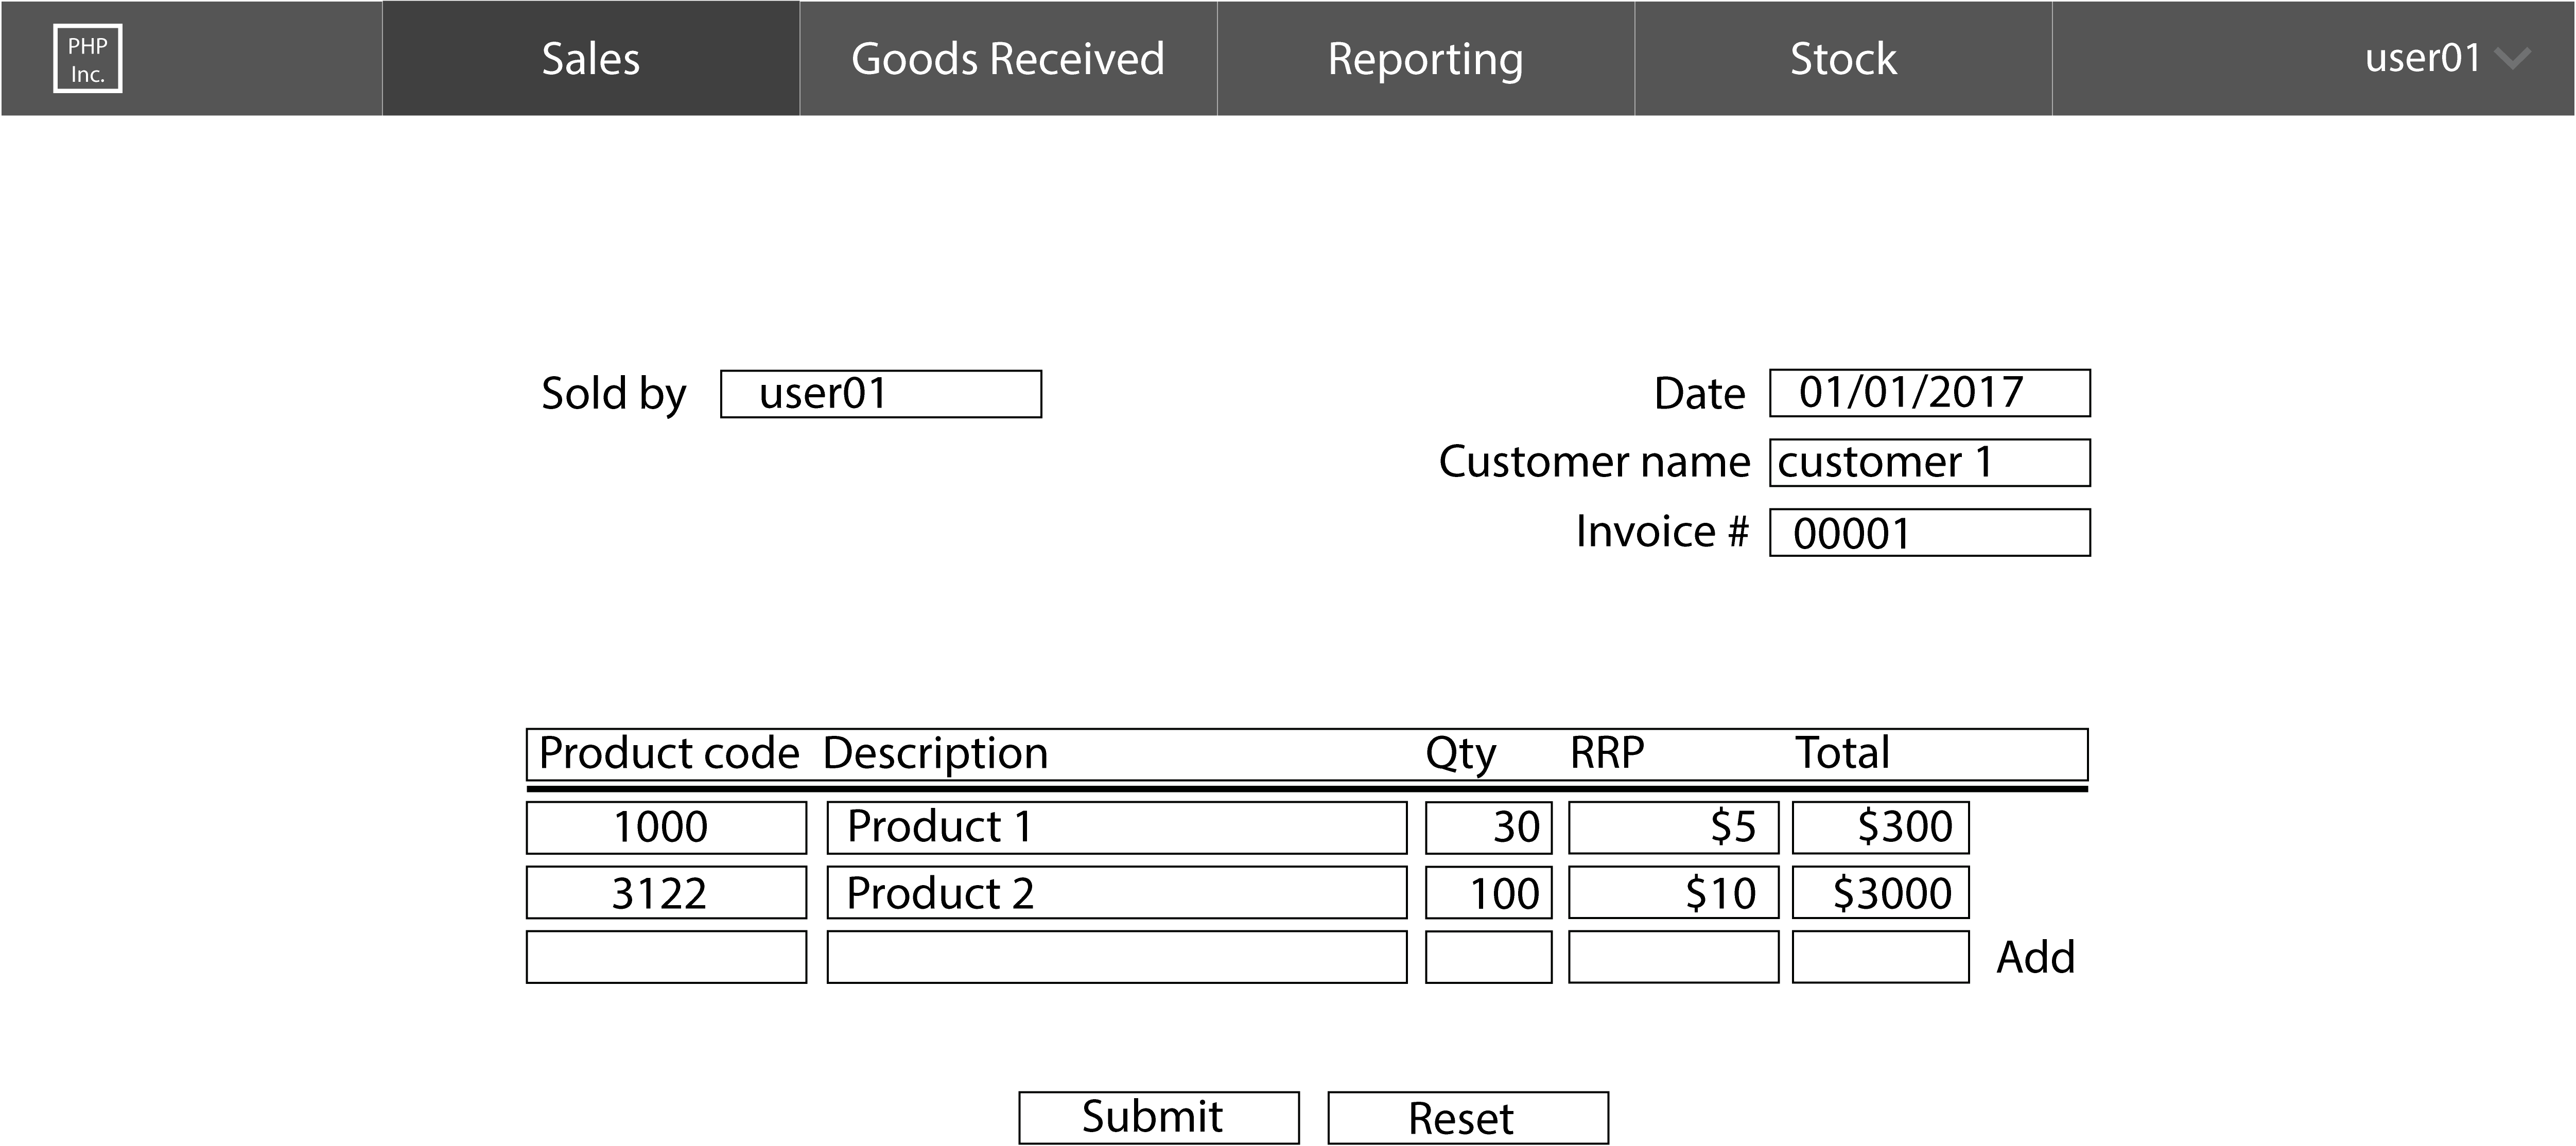 PHP
Inc.
Sales Goods Received Reporting Stock user01
Sold by user01 Date 01/01/2017
Customer name customer 1
Invoice # 00001
Product code Description Qty RRP Total
1000 Product 1 30 $5 $300
3122 Product 2 100 $10 $3000
Add
Submit Reset